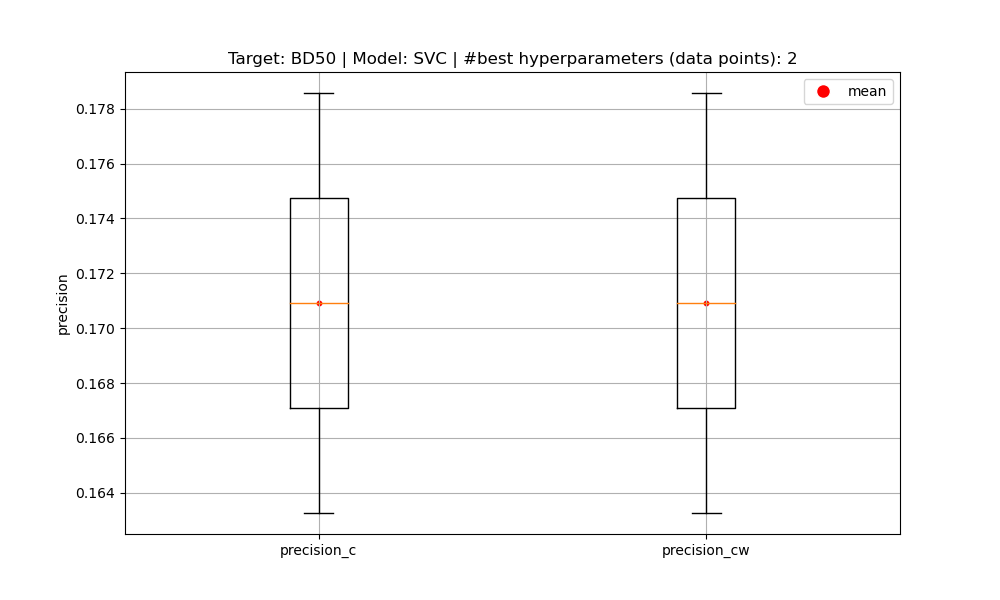 Target: BD50 | Model: SVC | #best hyperparameters (data points): 2
mean
0.178
0.176
0.174
0.172
0.170
0.168
0.166
0.164
precision
precision_c
precision_cw